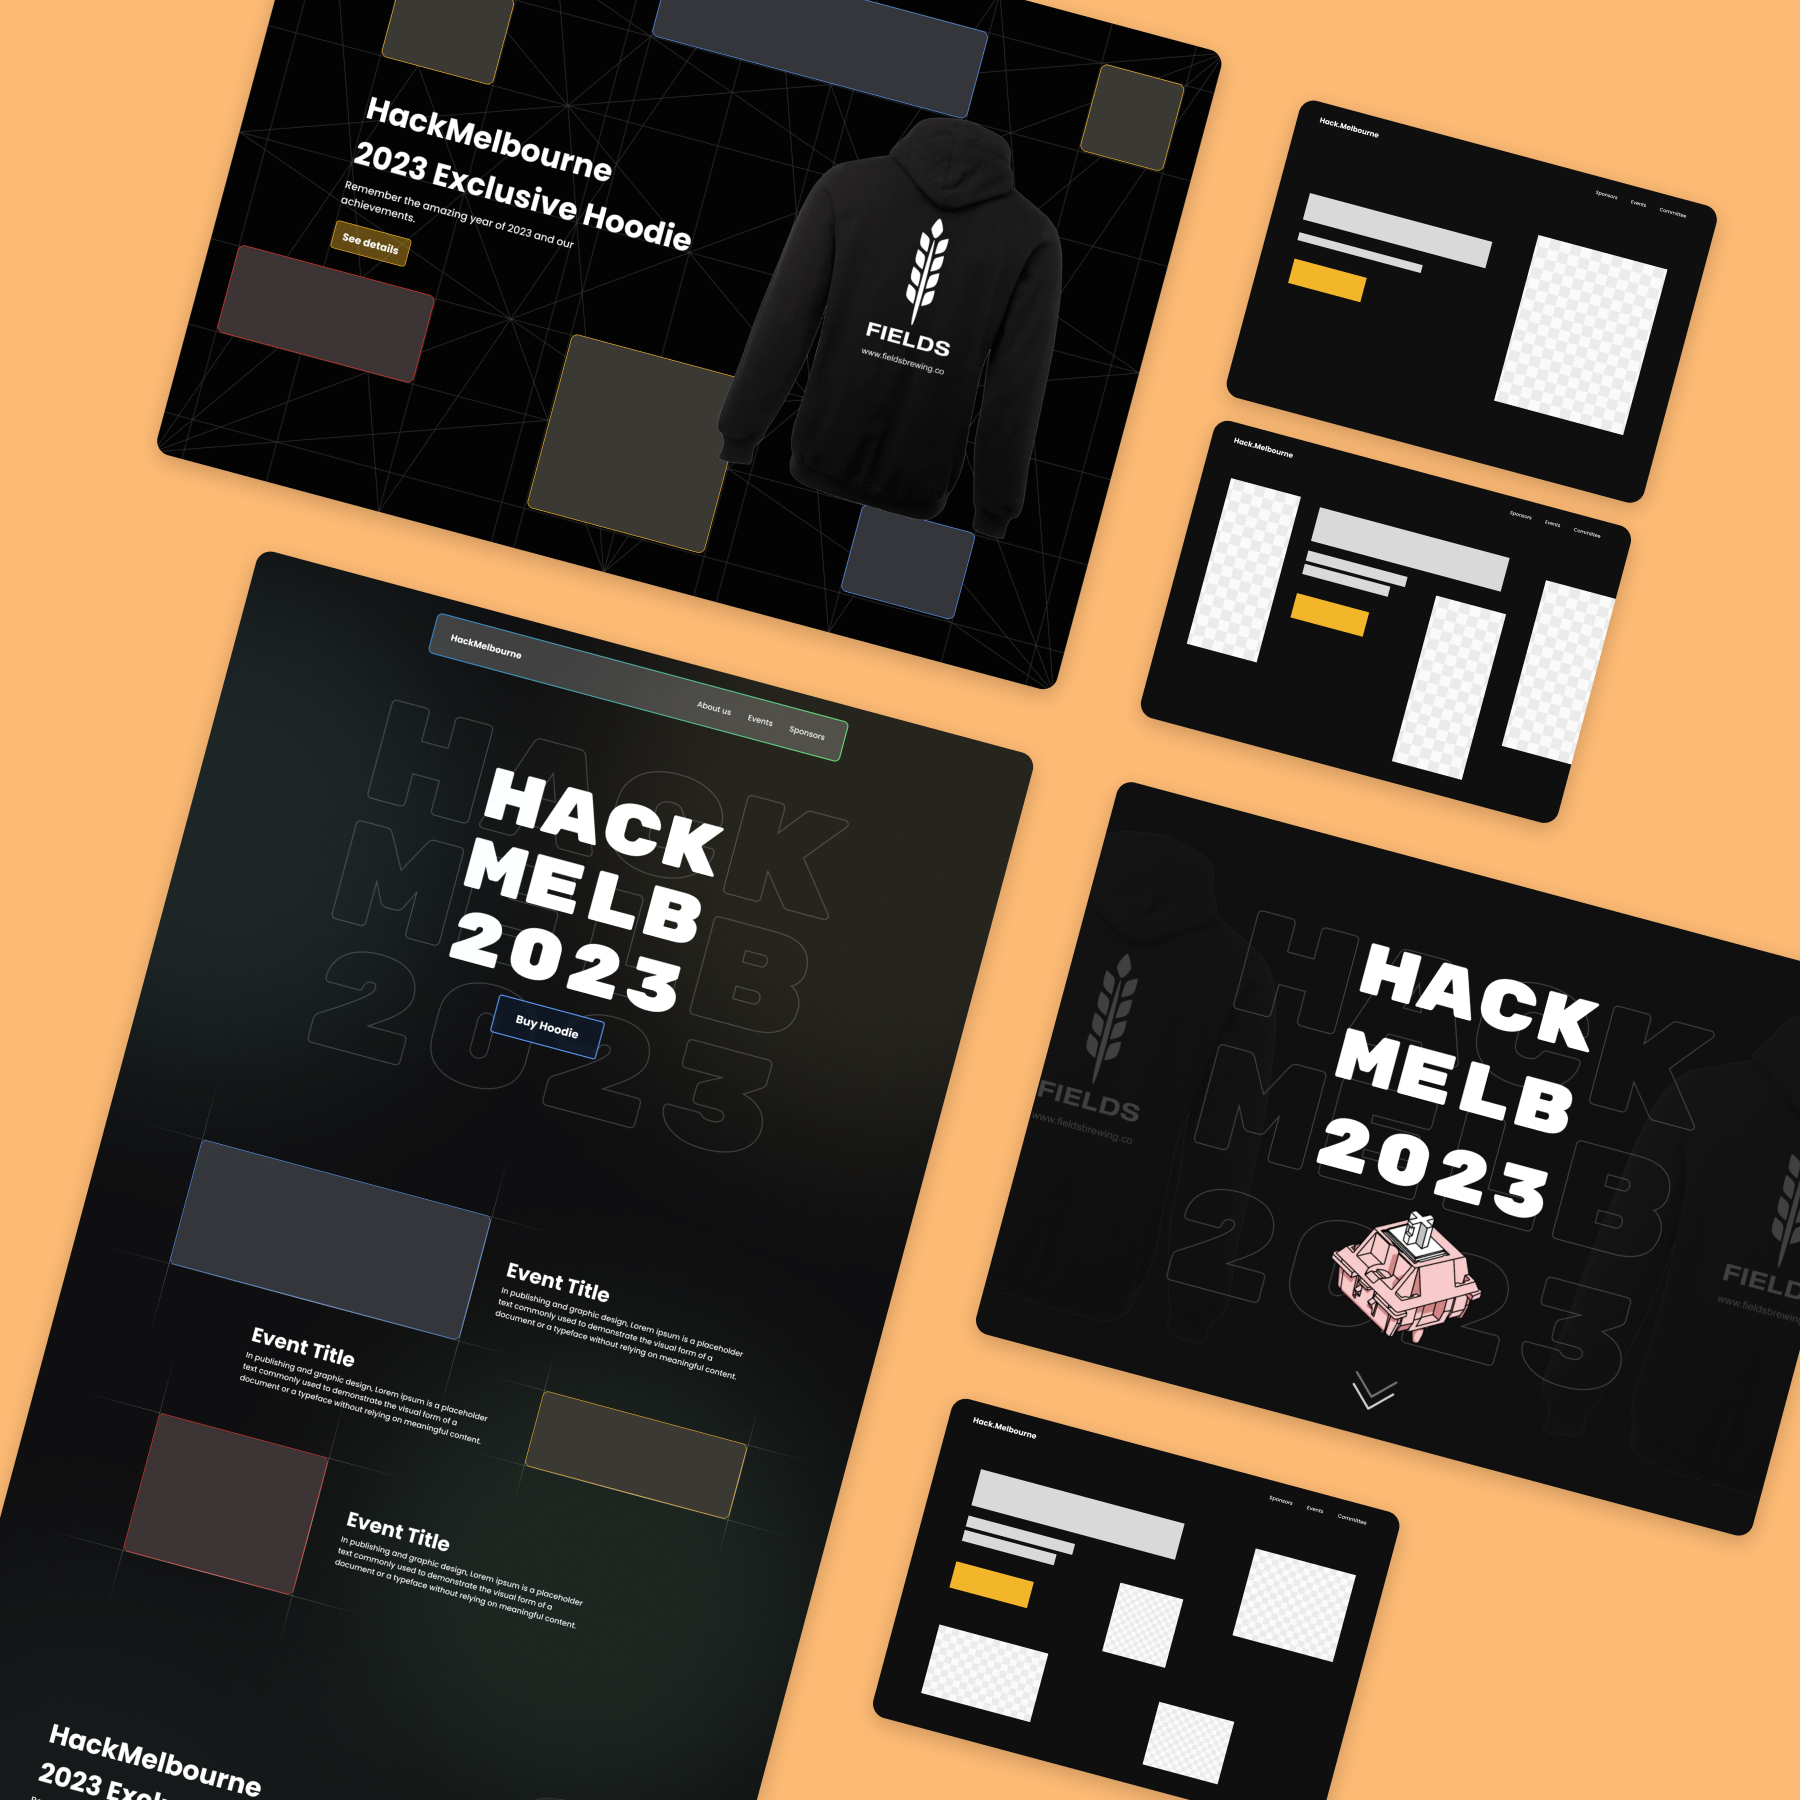 HackMelbourne
2023 Exclusive Hoodie
Remember the amazing year of 2023 and our
achievements.
See details
FIELDS
www.fieldsbrewing.co
Hack.Melbourne
Sponsors
Events
Committee
Hack.Melbourne
Sponsors
Events
Committee
HackMelbourne
About us
Events
Sponsors
HACK
MELB
2023
HACK
MELB
2023
Buy Hoodie
Event Title
In publishing and graphic design, Lorem ipsum is a placeholder
text commonly used to demonstrate the visual form of a
document or a typeface without relying on meaningful content.
Event Title
In publishing and graphic design, Lorem ipsum is a placeholder
text commonly used to demonstrate the visual form of a
document or a typeface without relying on meaningful content.
Event Title
In publishing and graphic design, Lorem ipsum is a placeholder
text commonly used to demonstrate the visual form of a
document or a typeface without relying on meaningful content.
HackMelbourne
2023
FIELDS
www.fieldsbrewing.co
HACK
MELB
2023
HACK
MELB
2023
FIELD
www.fieldsbrewing
Hack.Melbourne
Sponsors
Events
Committee